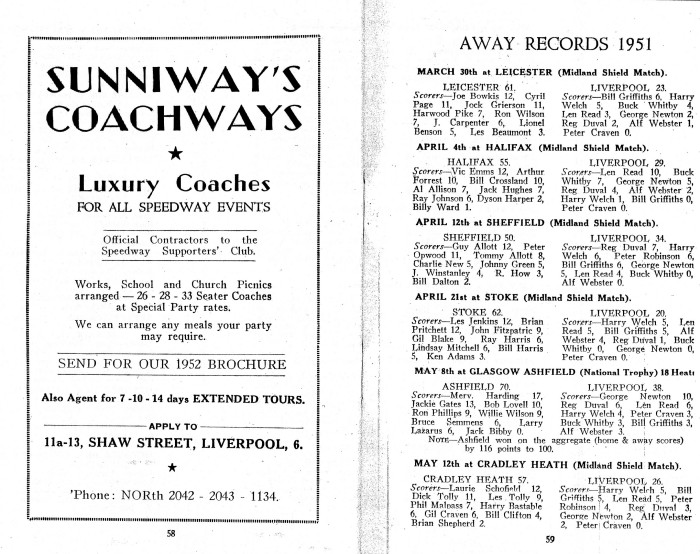 SUNNIWAY'S
COACHWAYS
Luxury Coaches
FOR ALL SPEEDWAY EVENTS
Official Contractors to the
Speedway Supporters' Club.
Works, School and Church Picnics
arranged — 26 - 28 - 33 Seater Coaches
at Special Party rates.
We can arrange any meals your party
may require.
SEND FOR OUR 1952 BROCHURE
Also Agent for 7-10-14 days EXTENDED TOURS.
APPLY TO
11a-13, SHAW STREET, LIVERPOOL, 6.
'Phone: NORth 2042 - 2043 - 1134.
58
AWAY RECORDS 1951
MARCH 30th at LEICESTER (Midland Shield Match).
LEICESTER 61.
Scorers—Joe Bowkis 12, Cyril
Page 11, Jock Grierson 11,
Harwood Pike 7, Ron Wilson
7, J. Carpenter 6, Lionel
Benson 5, Les Beaumont 3.
LIVERPOOL 23.
Scorers—Bill Griffiths 6, Harry
Welch 5, Buck Whitby 4,
Len Read 3, George Newton 2,
Reg Duval 2, Alf Webster 1,
Peter Craven 0.
APRIL 4th at HALIFAX (Midland Shield Match).
HALIFAX 55.
Scorers—Vic Emms 12, Arthur
Forrest 10, Bill Crossland 10,
Al Allison 7, Jack Hughes 7,
Ray Johnson 6, Dyson Harper 2,
Billy Ward 1.
LIVERPOOL 29.
Scorers—Len Read 10, Buck
Whitby 7, George Newton 5,
Reg Duval 4, Alf Webster 2,
Harry Welch 1, Bill Griffiths 0,
Peter Craven 0.
APRIL 12th at SHEFFIELD (Midland Shield Match).
SHEFFIELD 50.
Scorers—Guy Allott 12, Peter
Opwood 11, Tommy Allott 8,
Charlie New 5, Johnny Green 5,
J. Winstanley 4, R. How 3,
Bill Dalton 2.
LIVERPOOL 34.
Scorers—Reg Duval 7, Harry
Welch 6, Peter Robinson 6,
Bill Griffiths 6, George Newton
5, Len Read 4, Buck Whitby 0,
Alf Webster 0.
APRIL 21st at STOKE (Midland Shield Match).
STOKE 62.
Scorers—Les Jenkins 12, Brian
Pritchett 12, John Fitzpatric 9,
Gil Blake 9, Ray Harris 6,
Lindsay Mitchell 6, Bill Harris
5, Ken Adams 3.
LIVERPOOL 20.
Scorers—Harry Welch 5, Len
Read 5, Bill Griffiths 5, Alf
Webster 4, Reg Duval 1, Buck
Whitby 0, George Newton 0,
Peter Craven 0.
MAY 8th at GLASGOW ASHFIELD (National Trophy) 18 Heats
ASHFIELD 70.
Scorers—Merv. Harding 17,
Jackie Gates 13, Bob Lovell 10,
Ron Phillips 9, Willie Wilson 9,
Bruce Semmens 6, Larry
Lazarus 6, Jack Bibby 0.
LIVERPOOL 38.
Scorers—George Newton 10,
Reg Duval 6, Len Read 6,
Harry Welch 4, Peter Craven 3,
Buck Whitby 3, Bill Griffiths 3,
Alf Webster 3.
NOTE—Ashfield won on the aggregate (home & away scores)
by 116 points to 100.
MAY 12th at CRADLEY HEATH (Midland Shield Match).
CRADLEY HEATH 57.
Scorers—Laurie Schofield 12,
Dick Tolly 11, Les Tolly 9,
Phil Malpass 7, Harry Bastable
6, Gil Craven 6, Bill Clifton 4,
Brian Shepherd 2.
LIVERPOOL 26.
Scorers—Harry Welch 5, Bill
Griffiths 5, Len Read 5, Peter
Robinson 4, Reg Duval 3,
George Newton 2, Alf Webster
2, Peter Craven 0.
59